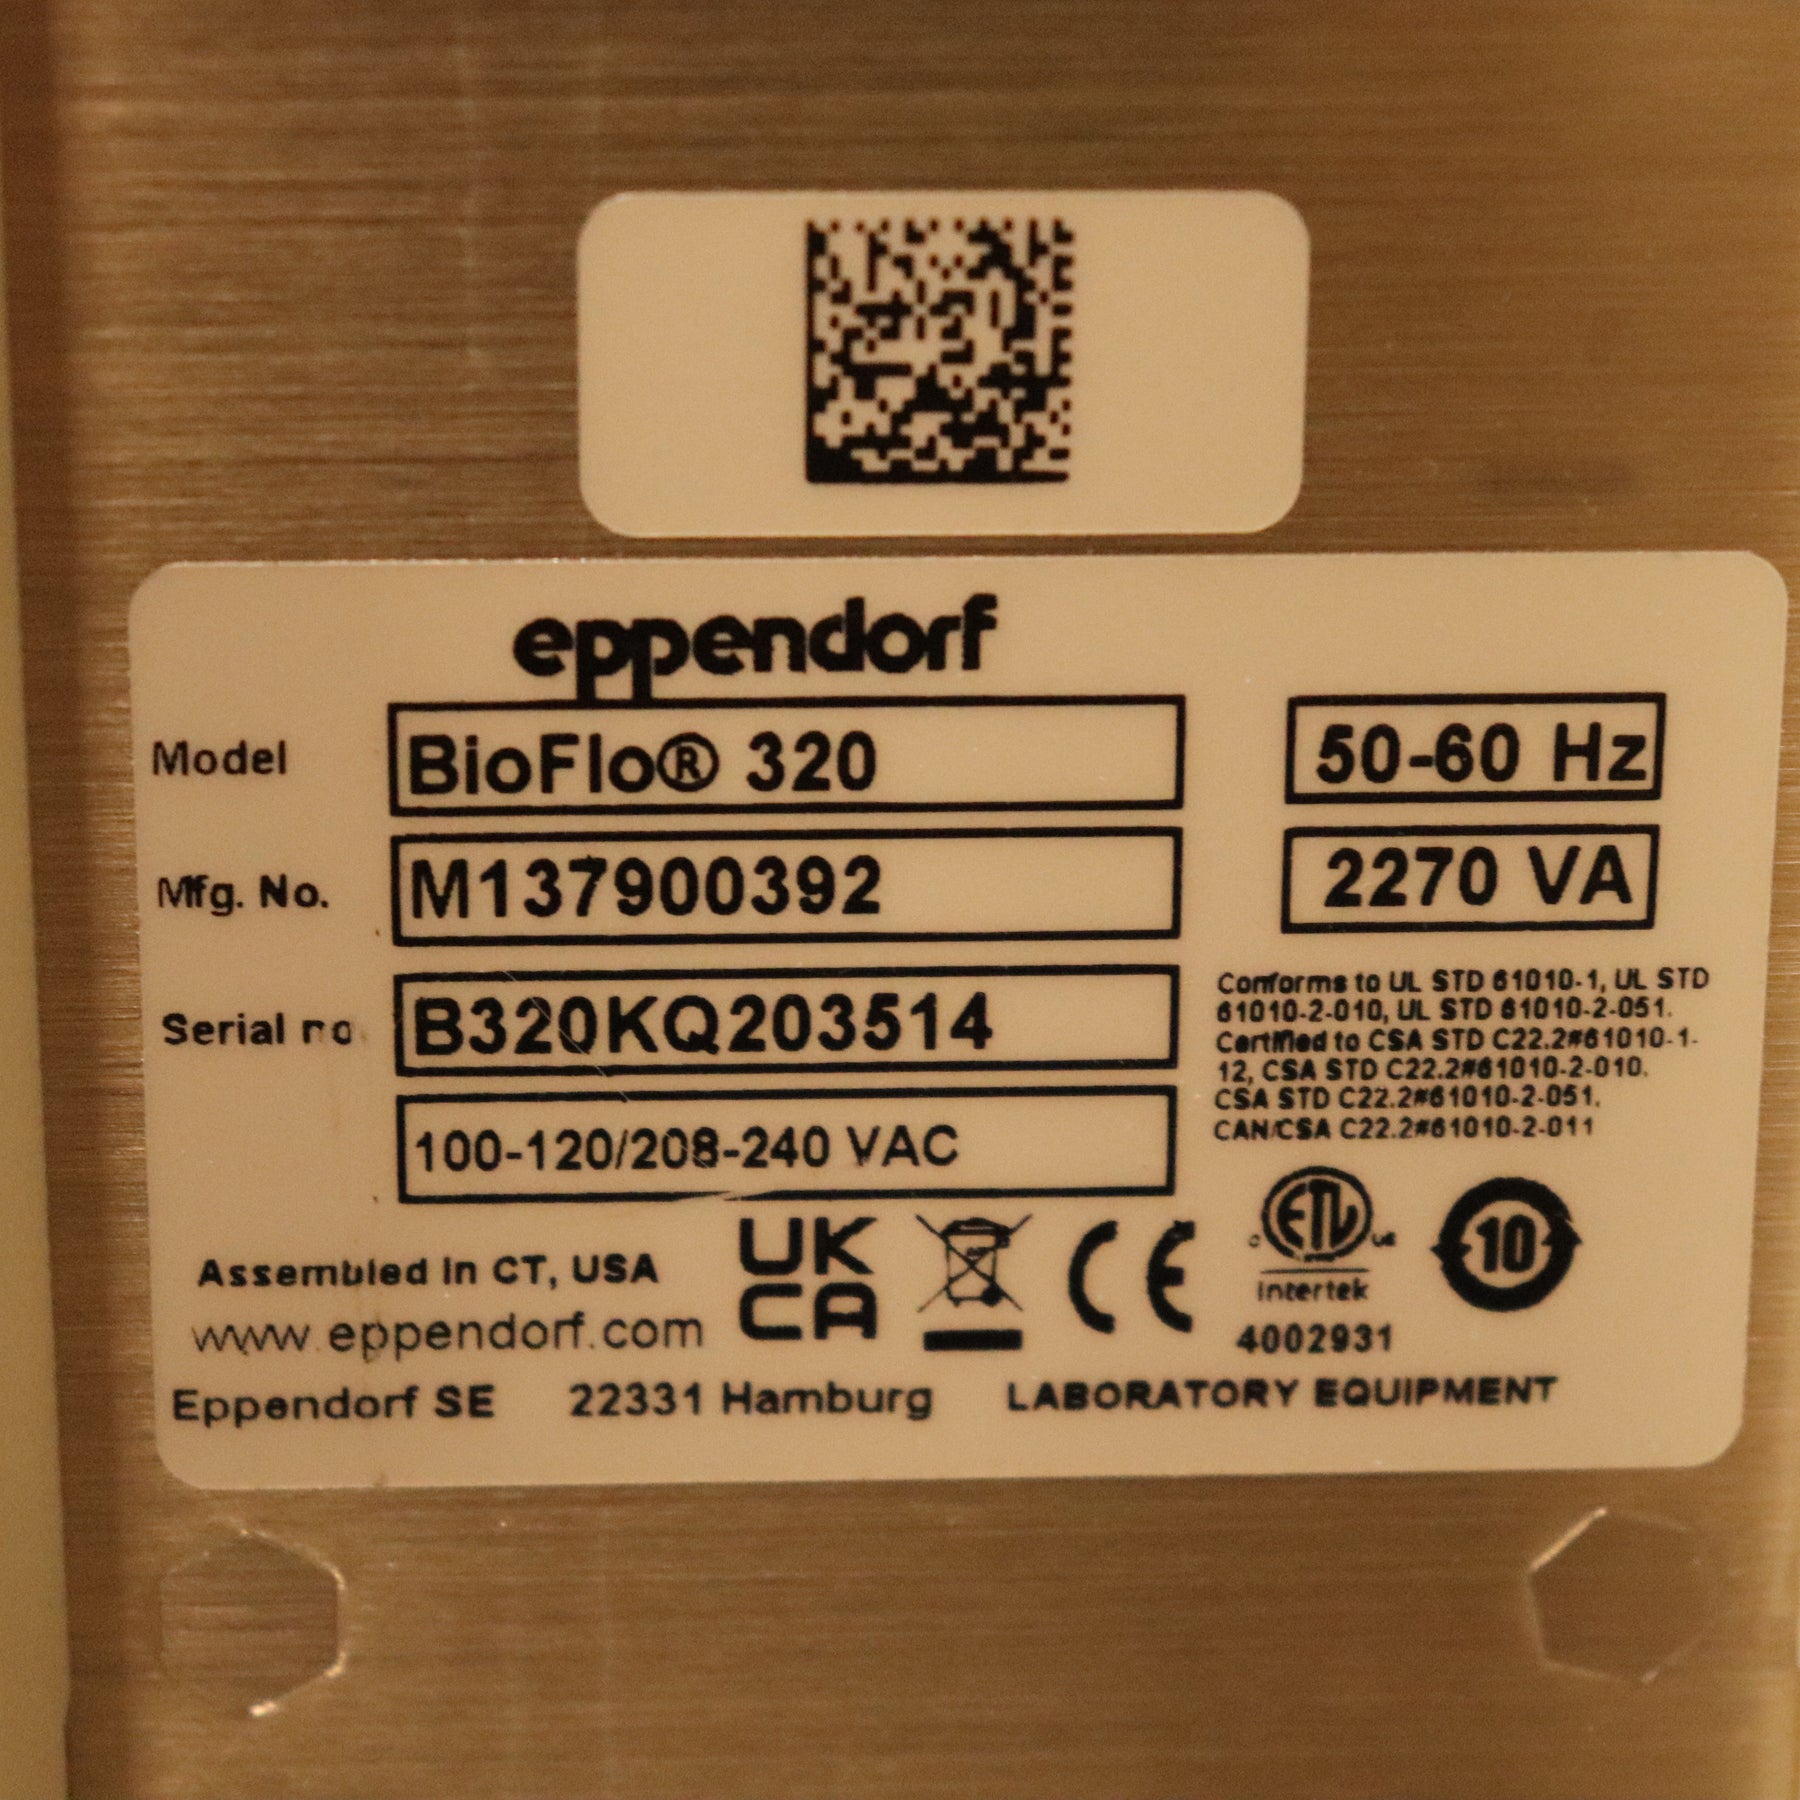 eppendorf
Model BioFlo® 320 50-60 Hz
Mfg. No. M137900392 2270 VA
Serial no B320KQ203514
100-120/208-240 VAC
Conforms to UL STD 61010-1, UL STD
61010-2-010, UL STD 61010-2-051.
Certified to CSA STD C22.2#61010-1-
12, CSA STD C22.2#61010-2-010.
CSA STD C22.2#61010-2-051.
CAN/CSA C22.2#61010-2-011
Assembled in CT, USA
www.eppendorf.com
UK
CA
CE
c ETL us
Intertek
4002931
10
Eppendorf SE 22331 Hamburg LABORATORY EQUIPMENT